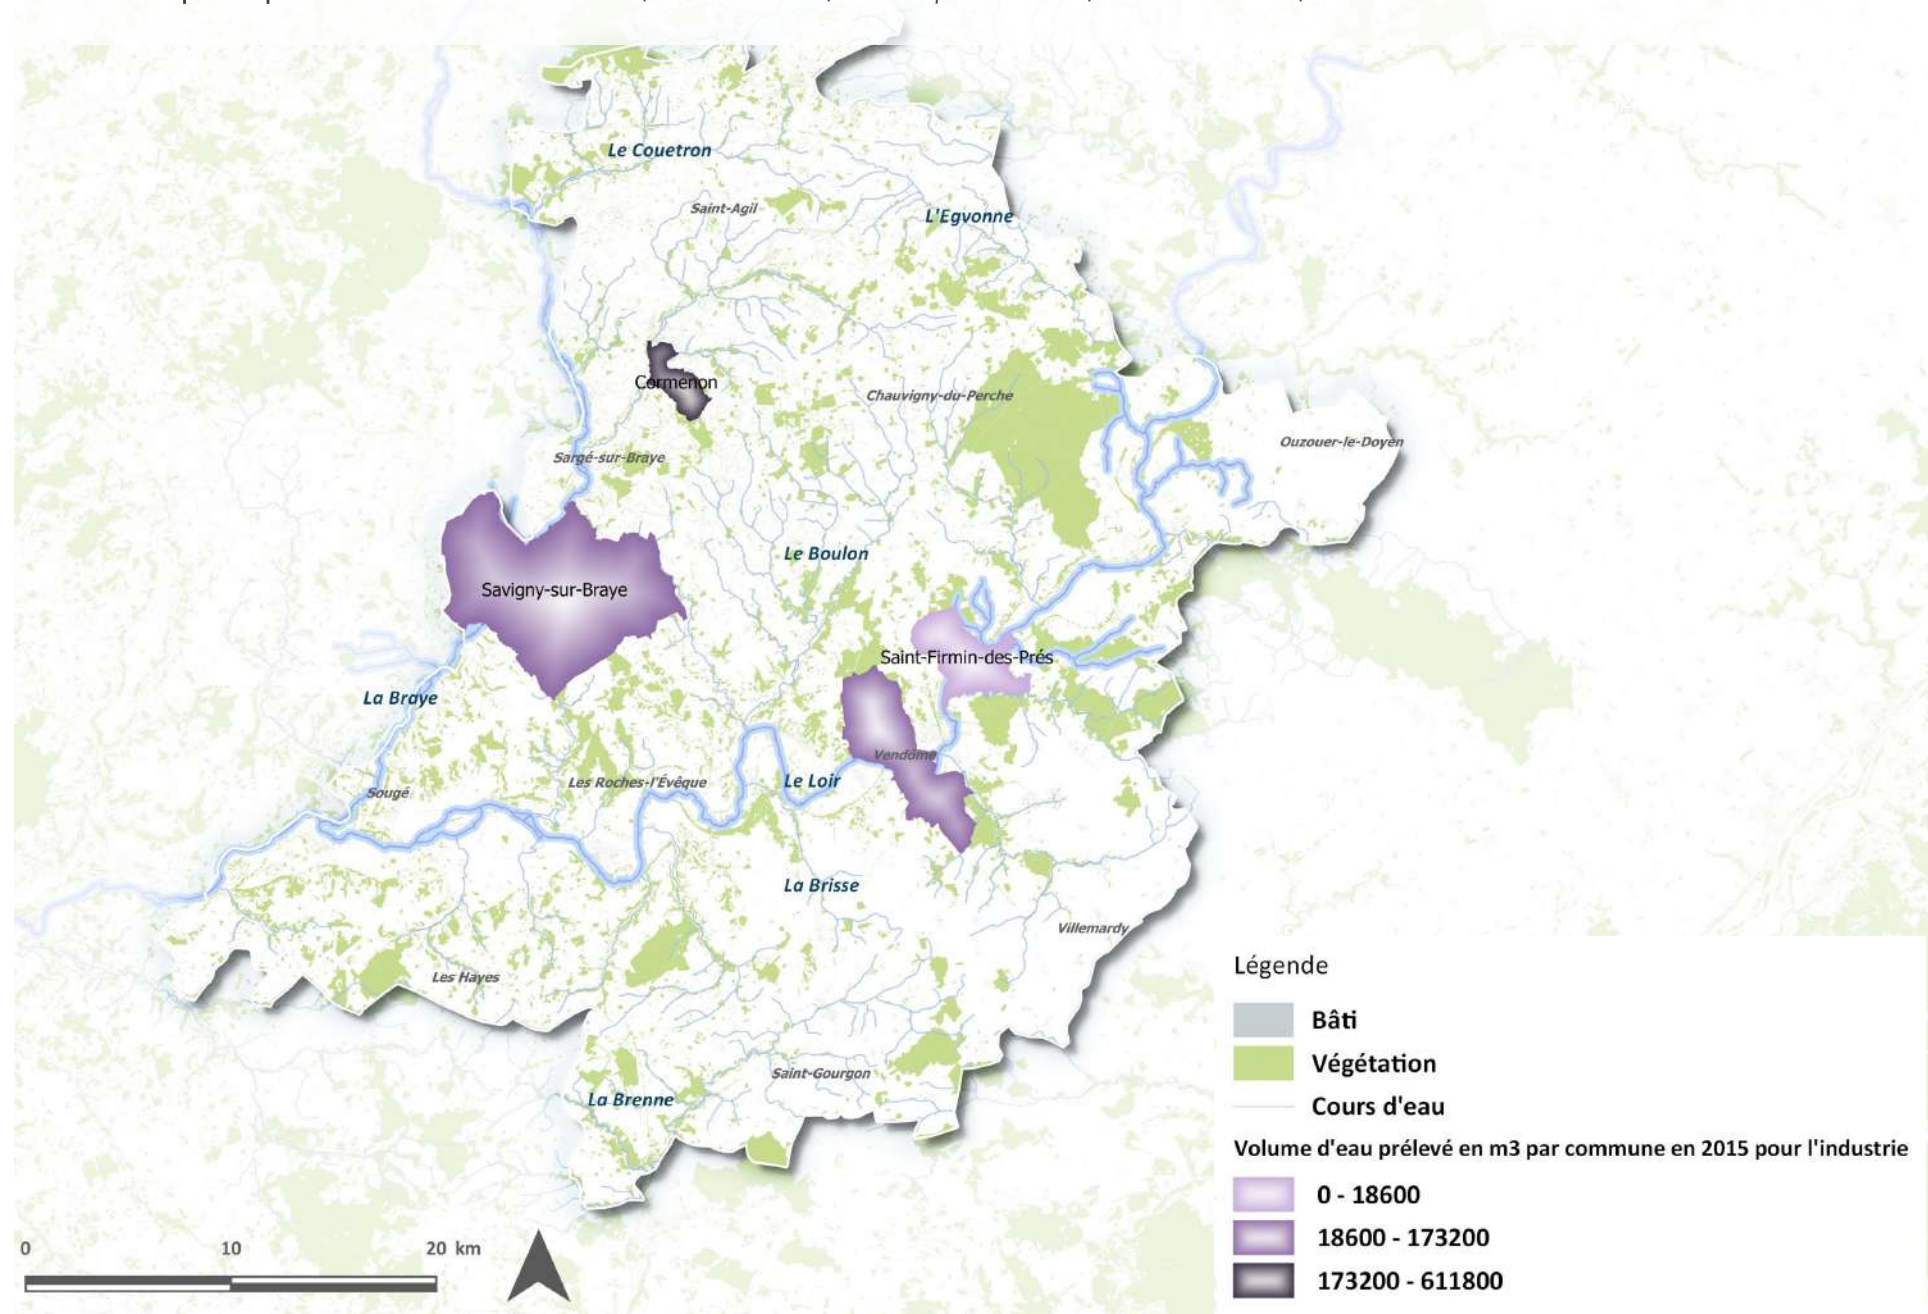 Le Couetron
Saint-Agil
L'Egvonne
Cormenon
Chauvigny-du-Perche
Ouzouer-le-Doyen
Sargé-sur-Braye
Le Boulon
Savigny-sur-Braye
Saint-Firmin-des-Prés
La Braye
Vendôme
Les Roches-l'Évêque
Le Loir
Sougé
La Brisse
Villemardy
Les Hayes
Saint-Gourgon
La Brenne
Légende
Bâti
Végétation
Cours d'eau
Volume d'eau prélevé en m3 par commune en 2015 pour l'industrie
0 - 18600
18600 - 173200
173200 - 611800
0 10 20 km